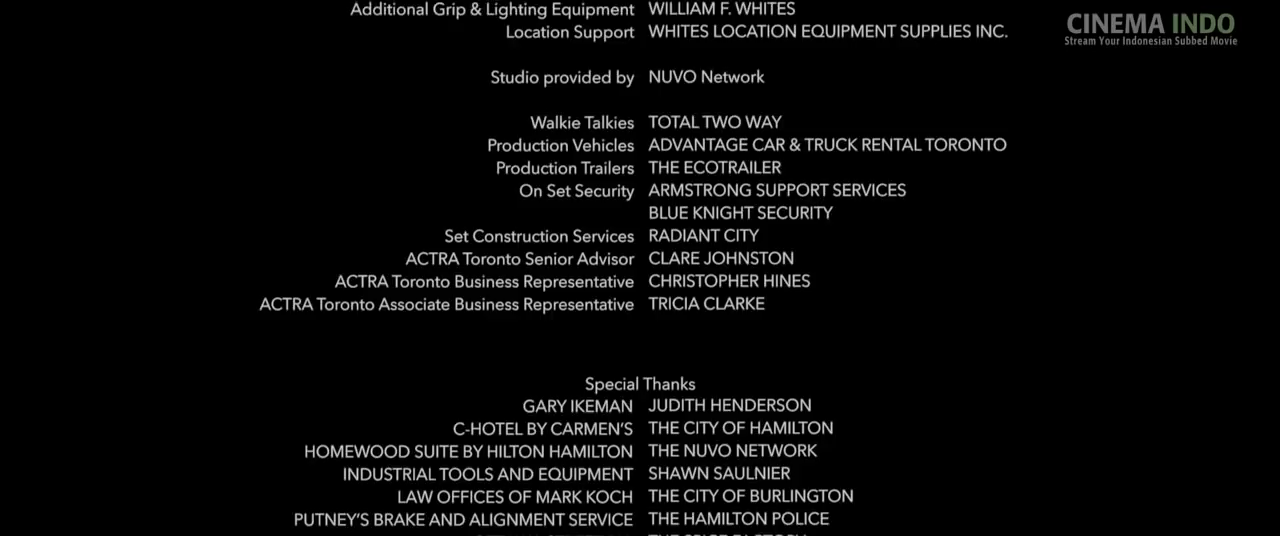 Additional Grip & Lighting Equipment WILLIAM F. WHITES
CINEMA INDO
Location Support WHITES LOCATION EQUIPMENT SUPPLIES INC.
Stream Your Indonesian Subbed Movie
Studio provided by NUVO Network
Walkie Talkies TOTAL TWO WAY
Production Vehicles ADVANTAGE CAR & TRUCK RENTAL TORONTO
Production Trailers THE ECOTRAILER
On Set Security ARMSTRONG SUPPORT SERVICES
BLUE KNIGHT SECURITY
Set Construction Services RADIANT CITY
ACTRA Toronto Senior Advisor CLARE JOHNSTON
ACTRA Toronto Business Representative CHRISTOPHER HINES
ACTRA Toronto Associate Business Representative TRICIA CLARKE
Special Thanks
GARY IKEMAN JUDITH HENDERSON
C-HOTEL BY CARMEN'S THE CITY OF HAMILTON
HOMEWOOD SUITE BY HILTON HAMILTON THE NUVO NETWORK
INDUSTRIAL TOOLS AND EQUIPMENT SHAWN SAULNIER
LAW OFFICES OF MARK KOCH THE CITY OF BURLINGTON
PUTNEY'S BRAKE AND ALIGNMENT SERVICE THE HAMILTON POLICE